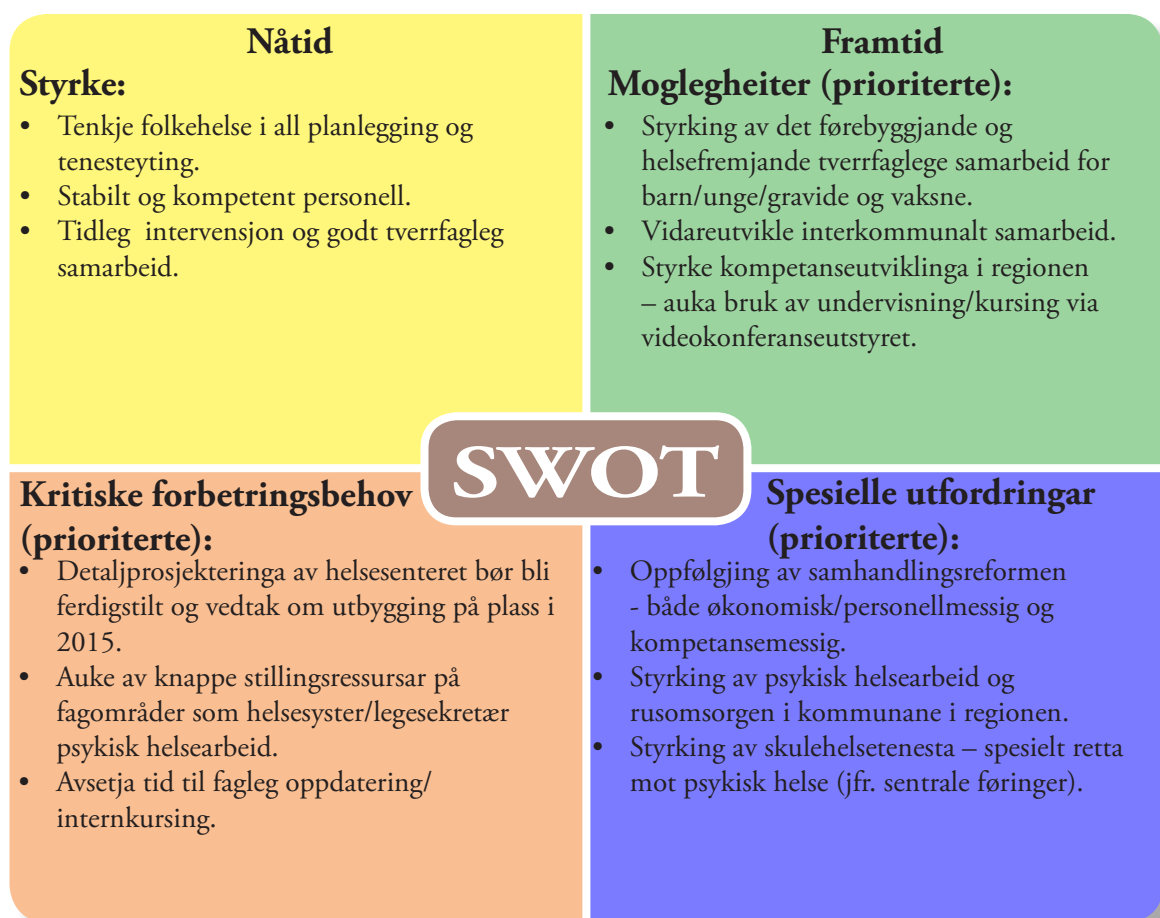 Nåtid
Styrke:
• Tenkje folkehelse i all planlegging og
tenesteyting.
• Stabilt og kompetent personell.
• Tidleg intervensjon og godt tverrfagleg
samarbeid.
Framtid
Moglegheiter (prioriterte):
• Styrking av det førebyggjande og
helsefremjande tverrfaglege samarbeid for
barn/unge/gravide og vaksne.
• Vidareutvikle interkommunalt samarbeid.
• Styrke kompetanseutviklinga i regionen
– auka bruk av undervisning/kursing via
videokonferanseutstyret.
SWOT
Kritiske forbetringsbehov
(prioriterte):
• Detaljprosjekteringa av helsesenteret bør bli
ferdigstilt og vedtak om utbygging på plass i
2015.
• Auke av knappe stillingsressursar på
fagområder som helsesyster/legesekretær
psykisk helsearbeid.
• Avsetja tid til fagleg oppdatering/
internkursing.
Spesielle utfordringar
(prioriterte):
• Oppfølgjing av samhandlingsreformen
- både økonomisk/personellmessig og
kompetansemessig.
• Styrking av psykisk helsearbeid og
rusomsorgen i kommunane i regionen.
• Styrking av skulehelsetenesta – spesielt retta
mot psykisk helse (jfr. sentrale føringer).